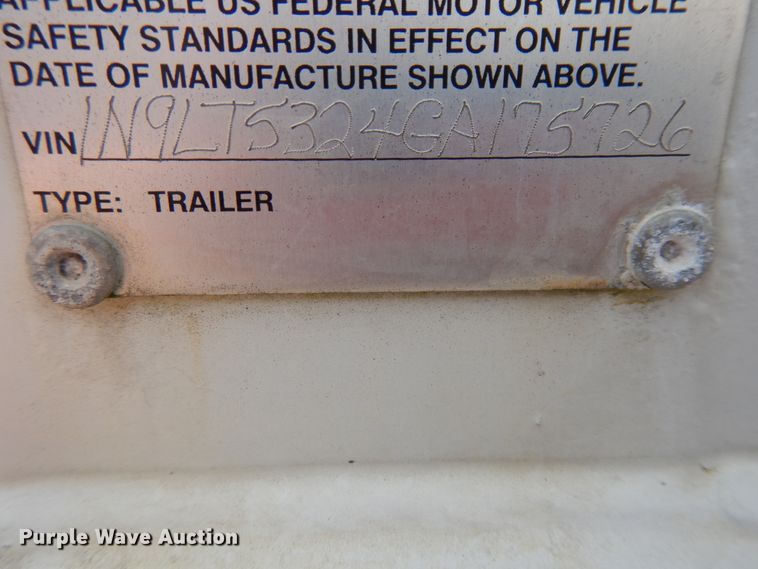 APPLICABLE US FEDERAL MOTOR VEHICLE
SAFETY STANDARDS IN EFFECT ON THE
DATE OF MANUFACTURE SHOWN ABOVE.
VIN 1N9LT5324GA175726
TYPE: TRAILER
Purple Wave Auction